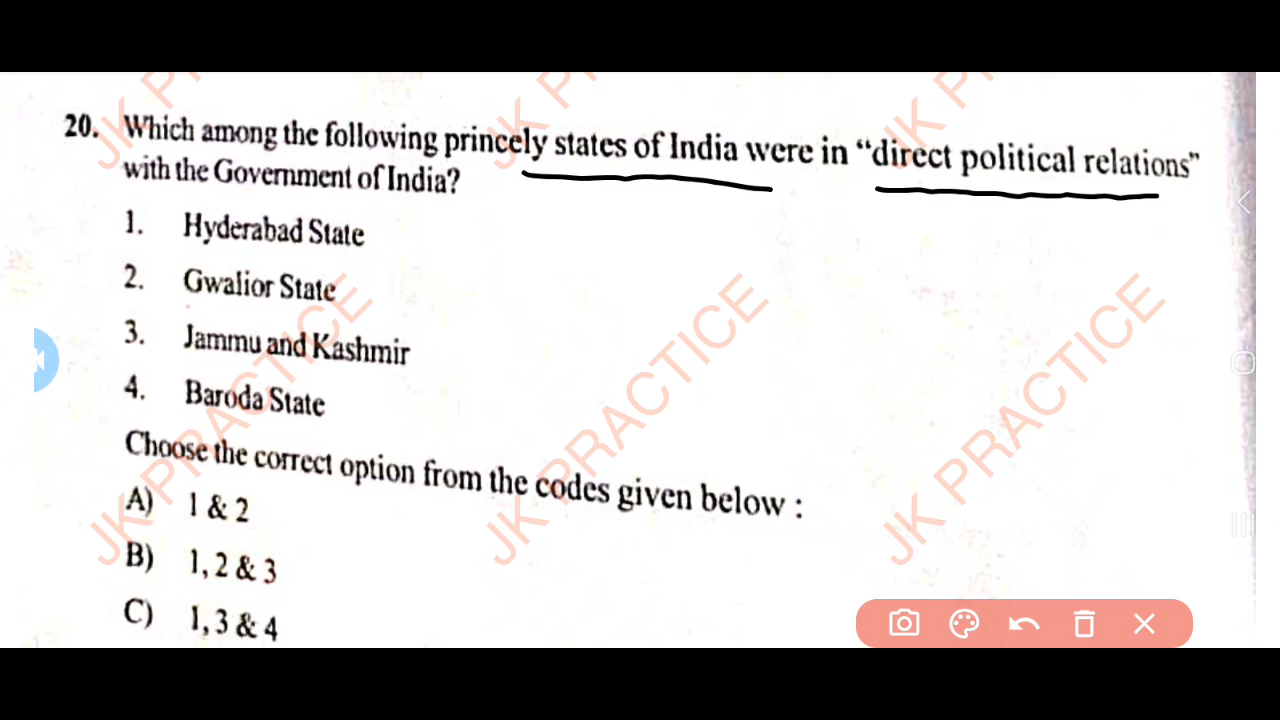 20. Which among the following princely states of India were in “direct political relations”
with the Government of India?
1. Hyderabad State
2. Gwalior State
3. Jammu and Kashmir
4. Baroda State
Choose the correct option from the codes given below :
A) 1 & 2
B) 1, 2 & 3
C) 1, 3 & 4
JK PRACTICE
JK PRACTICE
JK PRACTICE